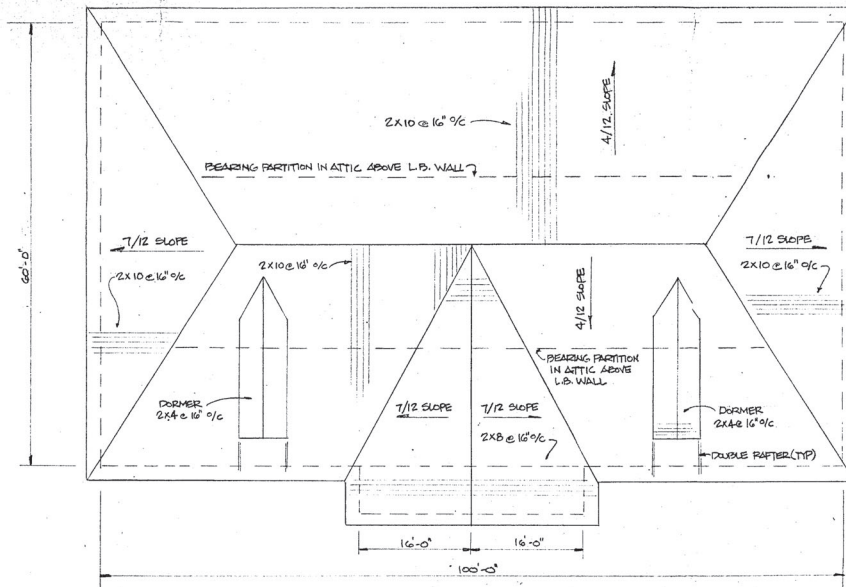 2X10 @ 16" O/C
4/12 SLOPE
BEARING PARTITION IN ATTIC ABOVE L.B. WALL
7/12 SLOPE
2X10 @ 16" O/C
2X10 @ 16" O/C
4/12 SLOPE
7/12 SLOPE
2X10 @ 16" O/C
60'-0"
BEARING PARTITION
IN ATTIC ABOVE
L.B. WALL
DORMER
2X4 @ 16" O/C
7/12 SLOPE
7/12 SLOPE
2X8 @ 16" O/C
DORMER
2X4 @ 16" O/C
DOUBLE RAFTER (TYP)
16'-0"
16'-0"
100'-0"